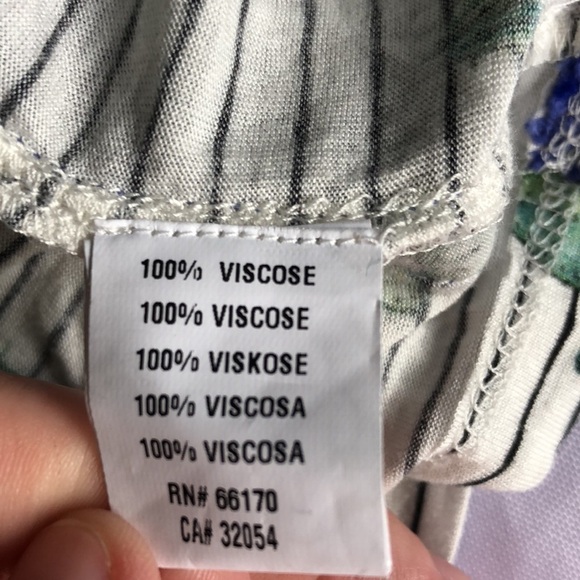 100% VISCOSE
100% VISCOSE
100% VISKOSE
100% VISCOSA
100% VISCOSA
RN# 66170
CA# 32054